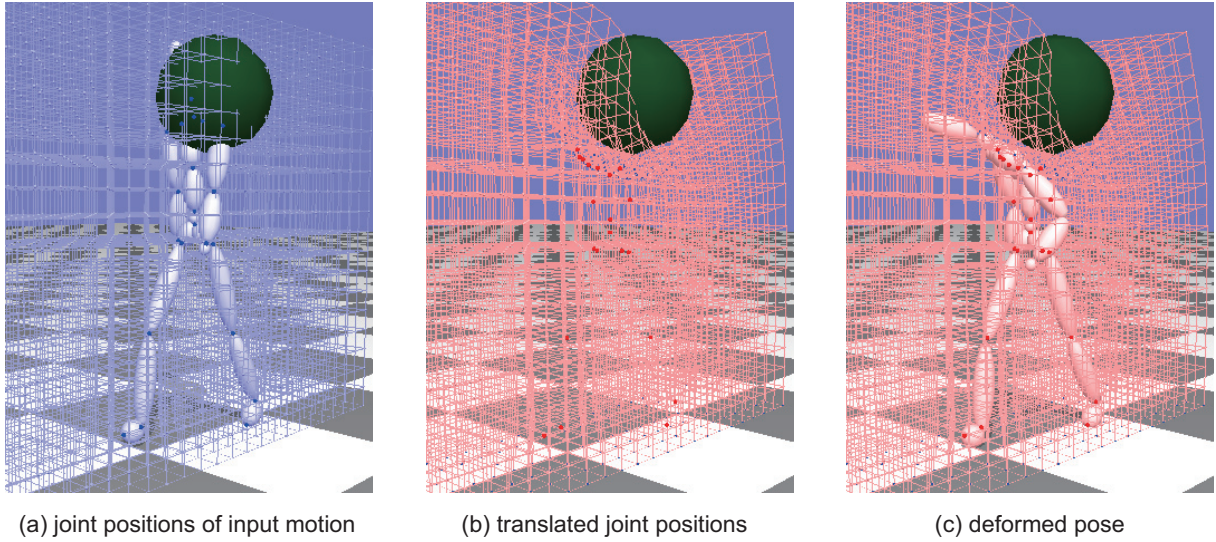 (a) joint positions of input motion
(b) translated joint positions
(c) deformed pose